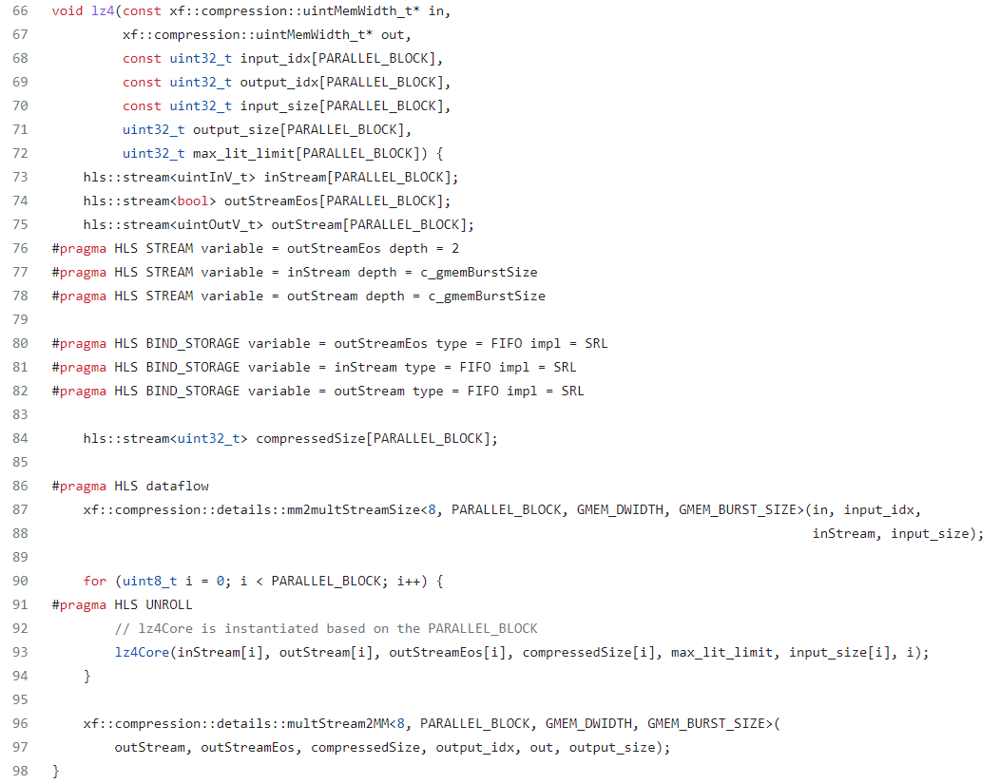 66 void lz4(const xf::compression::uintMemWidth_t* in,
67 xf::compression::uintMemWidth_t* out,
68 const uint32_t input_idx[PARALLEL_BLOCK],
69 const uint32_t output_idx[PARALLEL_BLOCK],
70 const uint32_t input_size[PARALLEL_BLOCK],
71 uint32_t output_size[PARALLEL_BLOCK],
72 uint32_t max_lit_limit[PARALLEL_BLOCK]) {
73 hls::stream<uintInV_t> inStream[PARALLEL_BLOCK];
74 hls::stream<bool> outStreamEos[PARALLEL_BLOCK];
75 hls::stream<uintOutV_t> outStream[PARALLEL_BLOCK];
76 #pragma HLS STREAM variable = outStreamEos depth = 2
77 #pragma HLS STREAM variable = inStream depth = c_gmemBurstSize
78 #pragma HLS STREAM variable = outStream depth = c_gmemBurstSize
79
80 #pragma HLS BIND_STORAGE variable = outStreamEos type = FIFO impl = SRL
81 #pragma HLS BIND_STORAGE variable = inStream type = FIFO impl = SRL
82 #pragma HLS BIND_STORAGE variable = outStream type = FIFO impl = SRL
83
84 hls::stream<uint32_t> compressedSize[PARALLEL_BLOCK];
85
86 #pragma HLS dataflow
87 xf::compression::details::mm2multStreamSize<8, PARALLEL_BLOCK, GMEM_DWIDTH, GMEM_BURST_SIZE>(in, input_idx,
88 inStream, input_size);
89
90 for (uint8_t i = 0; i < PARALLEL_BLOCK; i++) {
91 #pragma HLS UNROLL
92 // lz4Core is instantiated based on the PARALLEL_BLOCK
93 lz4Core(inStream[i], outStream[i], outStreamEos[i], compressedSize[i], max_lit_limit, input_size[i], i);
94 }
95
96 xf::compression::details::multStream2MM<8, PARALLEL_BLOCK, GMEM_DWIDTH, GMEM_BURST_SIZE>(
97 outStream, outStreamEos, compressedSize, output_idx, out, output_size);
98 }